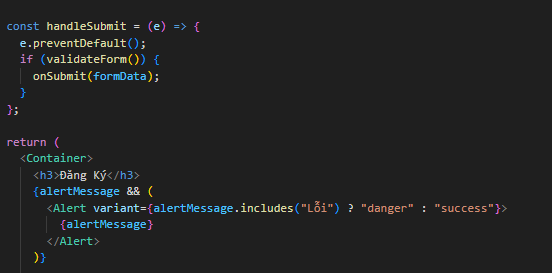 const handleSubmit = (e) => {
e.preventDefault();
if (validateForm()) {
onSubmit(formData);
}
};
return (
<Container>
<h3>Đăng Ký</h3>
{alertMessage && (
<Alert variant={alertMessage.includes("Lỗi") ? "danger" : "success"}>
{alertMessage}
</Alert>
)}